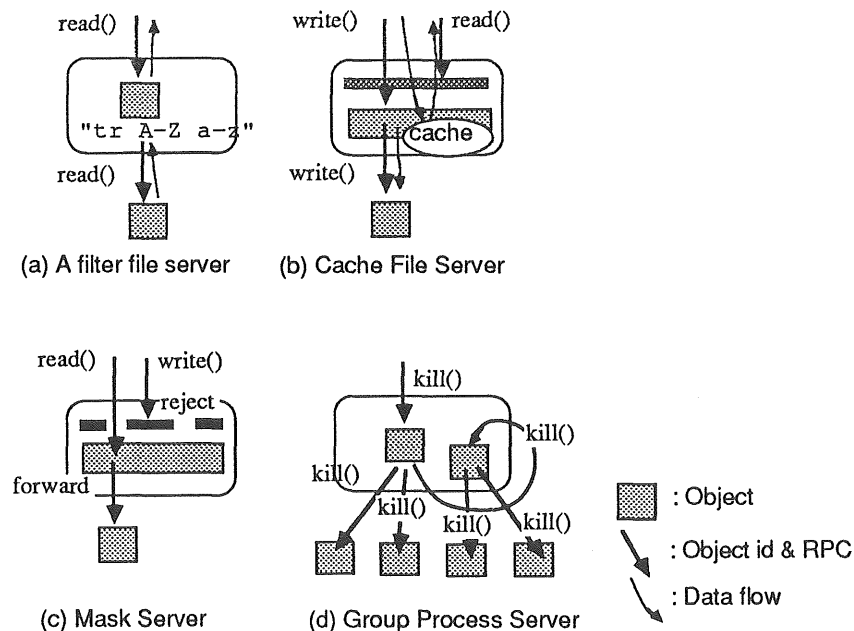 read()
"tr A-Z a-z"
read()
(a) A filter file server
write()
read()
cache
write()
(b) Cache File Server
read()
write()
reject
forward
(c) Mask Server
kill()
kill()
kill()
kill()
kill()
kill()
(d) Group Process Server
: Object
: Object id & RPC
: Data flow